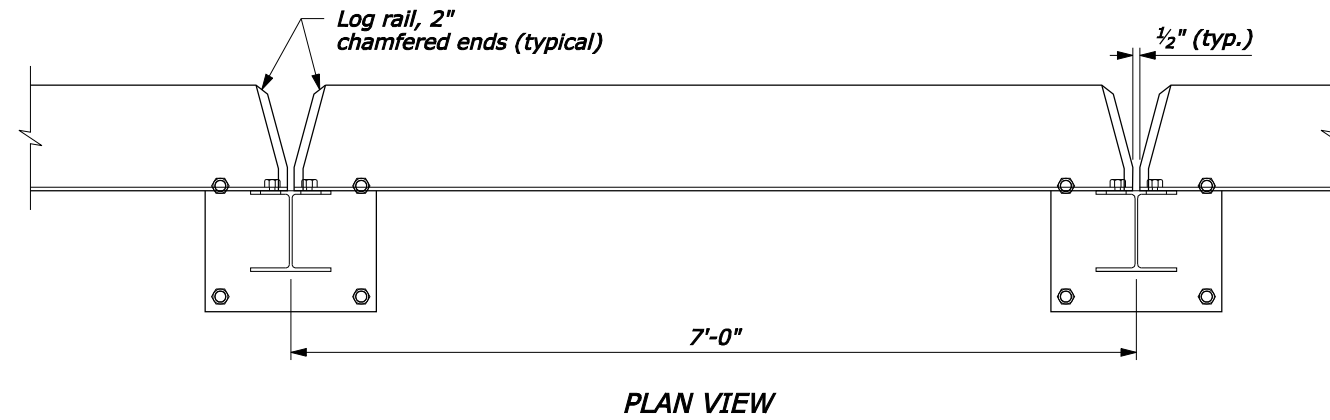 Log rail, 2"
chamfered ends (typical)
½" (typ.)
7'-0"
PLAN VIEW